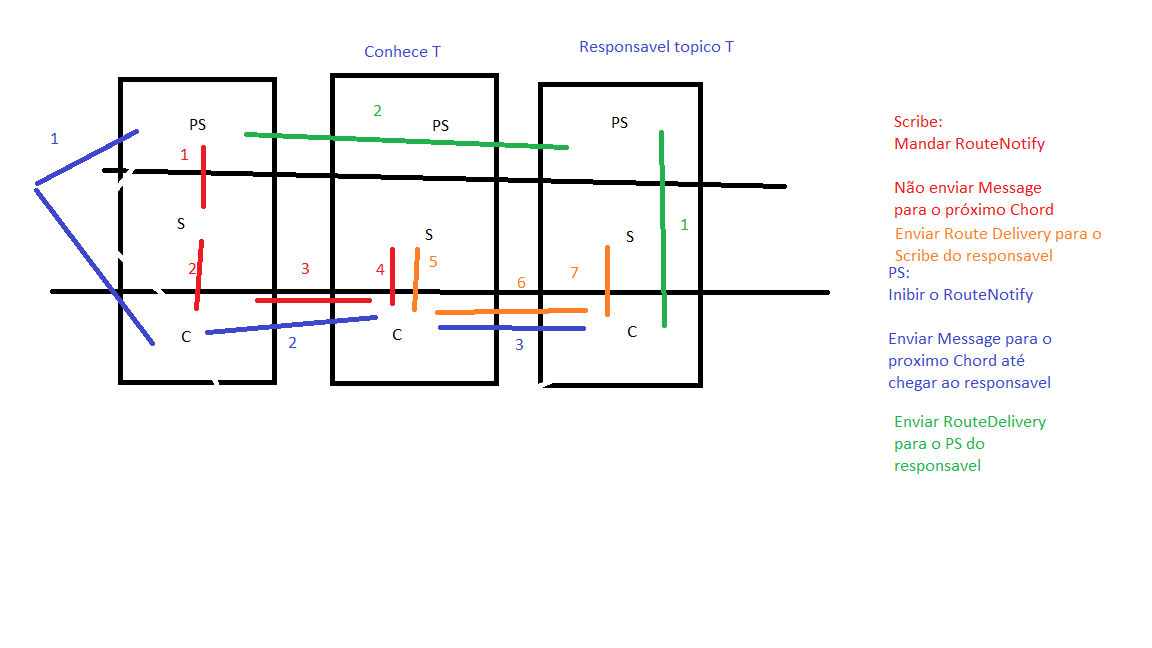 Conhece T
Responsavel topico T
1
PS
2
PS
PS
1
S
S
S
1
2
3
4
5
6
7
C
2
C
3
C
Scribe:
Mandar RouteNotify
Não enviar Message
para o próximo Chord
Enviar Route Delivery para o
Scribe do responsavel
PS:
Inibir o RouteNotify
Enviar Message para o
proximo Chord até
chegar ao responsavel
Enviar RouteDelivery
para o PS do
responsavel